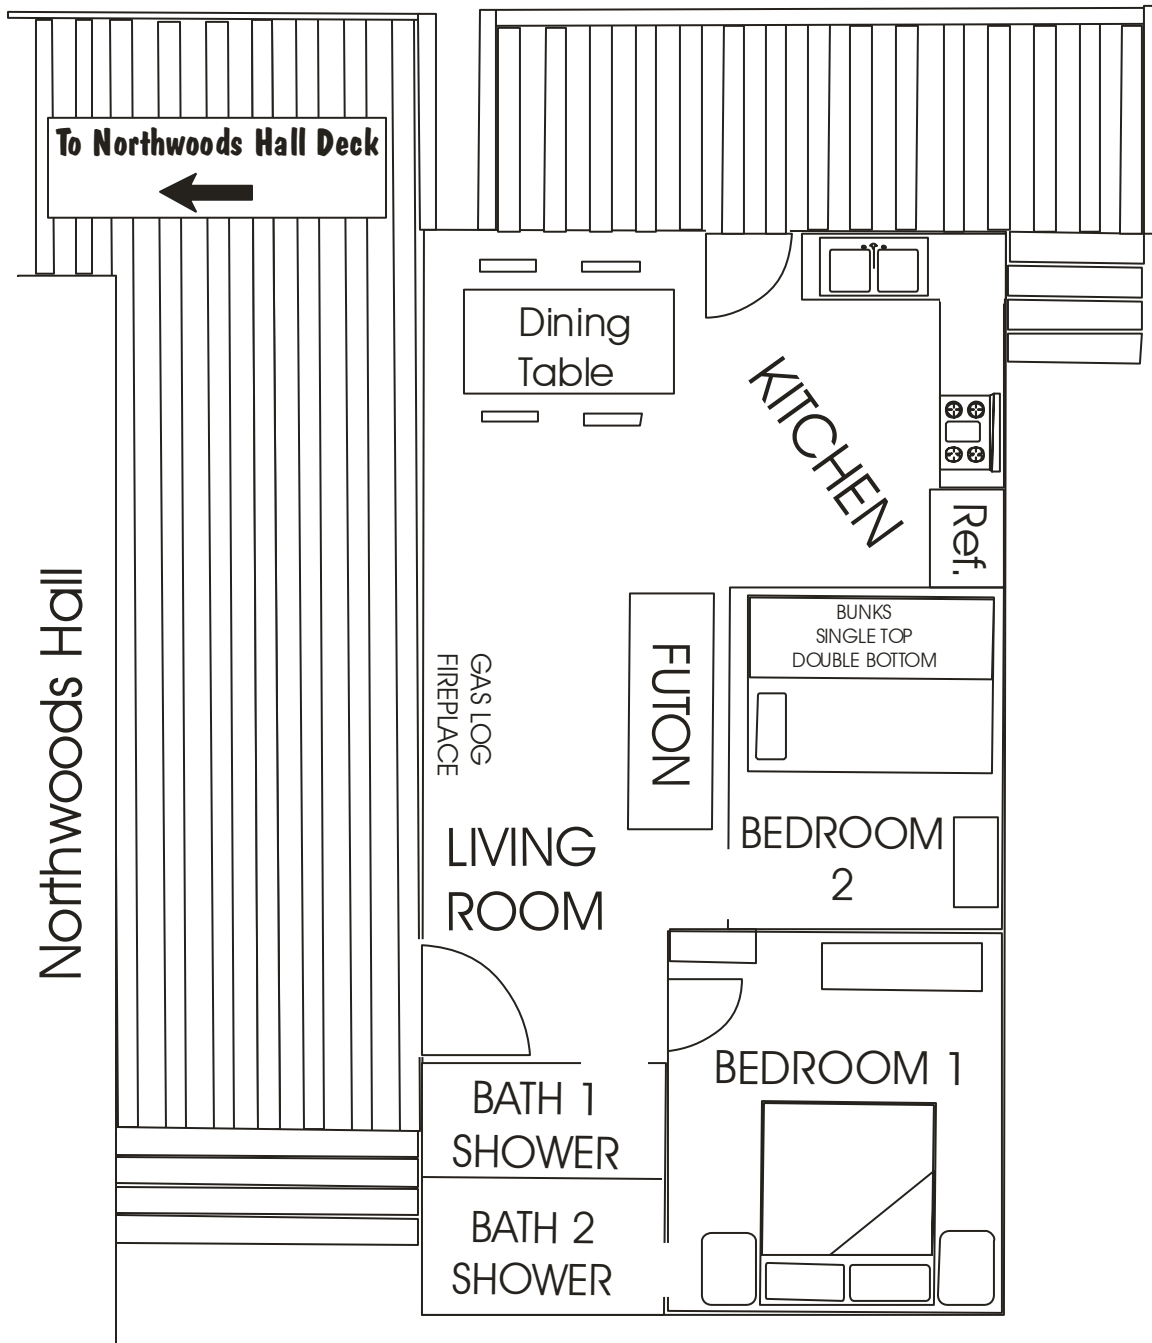 To Northwoods Hall Deck
Dining
Table
KITCHEN
Ref.
Northwoods Hall
GAS LOG
FIREPLACE
FUTON
BUNKS
SINGLE TOP
DOUBLE BOTTOM
LIVING
ROOM
BEDROOM
2
BEDROOM 1
BATH 1
SHOWER
BATH 2
SHOWER